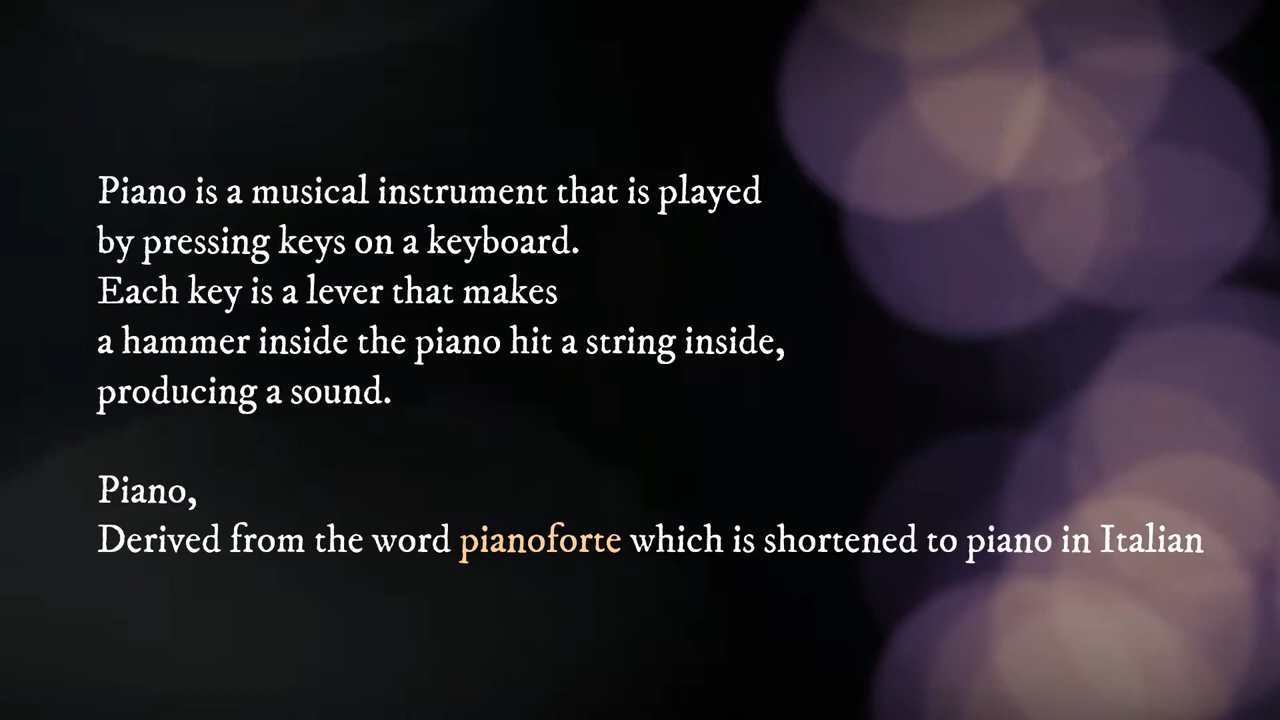 Piano is a musical instrument that is played
by pressing keys on a keyboard.
Each key is a lever that makes
a hammer inside the piano hit a string inside,
producing a sound.
Piano,
Derived from the word pianoforte which is shortened to piano in Italian